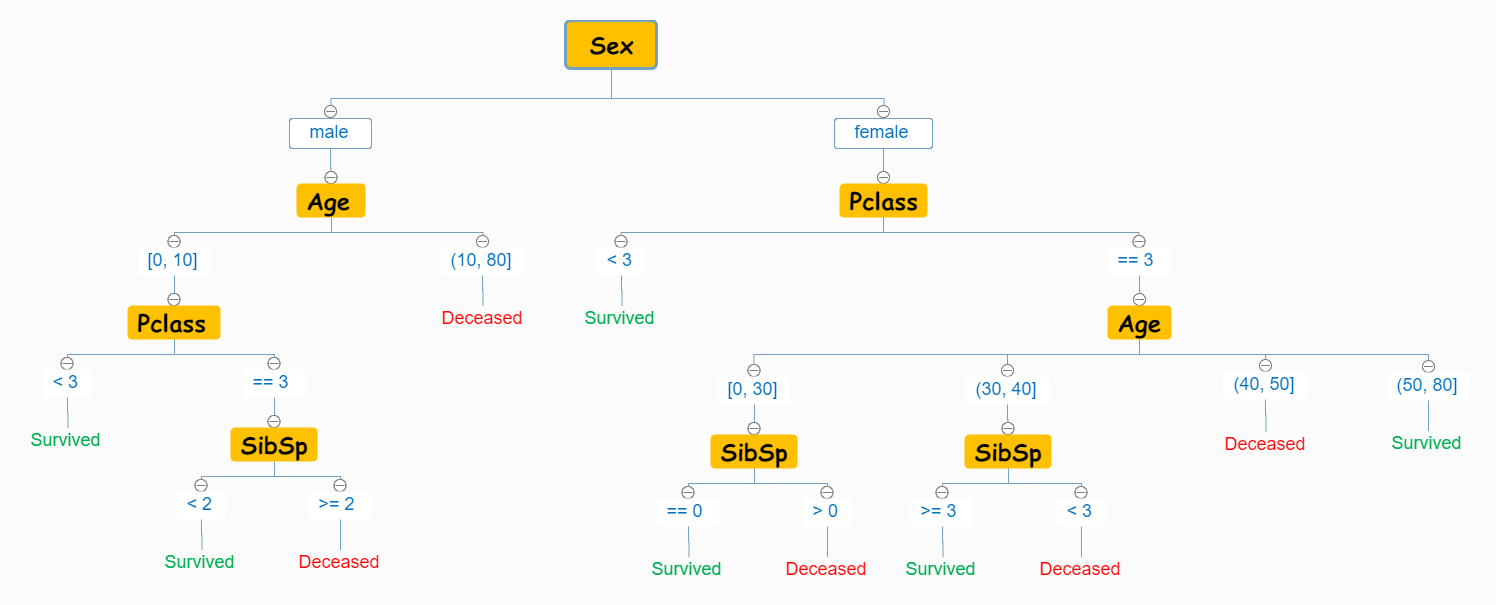 Sex
male
female
Age
Pclass
[0, 10]
(10, 80]
< 3
== 3
Pclass
Deceased
Survived
Age
< 3
== 3
[0, 30]
(30, 40]
(40, 50]
(50, 80]
Survived
SibSp
SibSp
SibSp
Deceased
Survived
< 2
>= 2
== 0
> 0
>= 3
< 3
Survived
Deceased
Survived
Deceased
Survived
Deceased